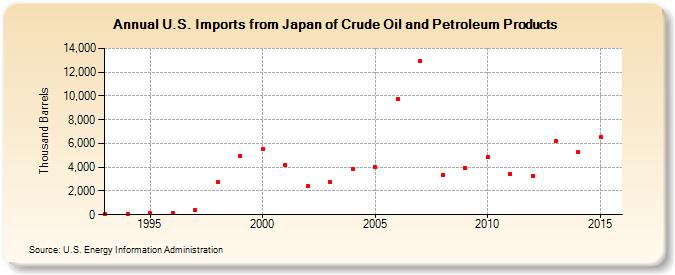 Annual U.S. Imports from Japan of Crude Oil and Petroleum Products
Thousand Barrels
14,000
12,000
10,000
8,000
6,000
4,000
2,000
0
1995 2000 2005 2010 2015
Source: U.S. Energy Information Administration